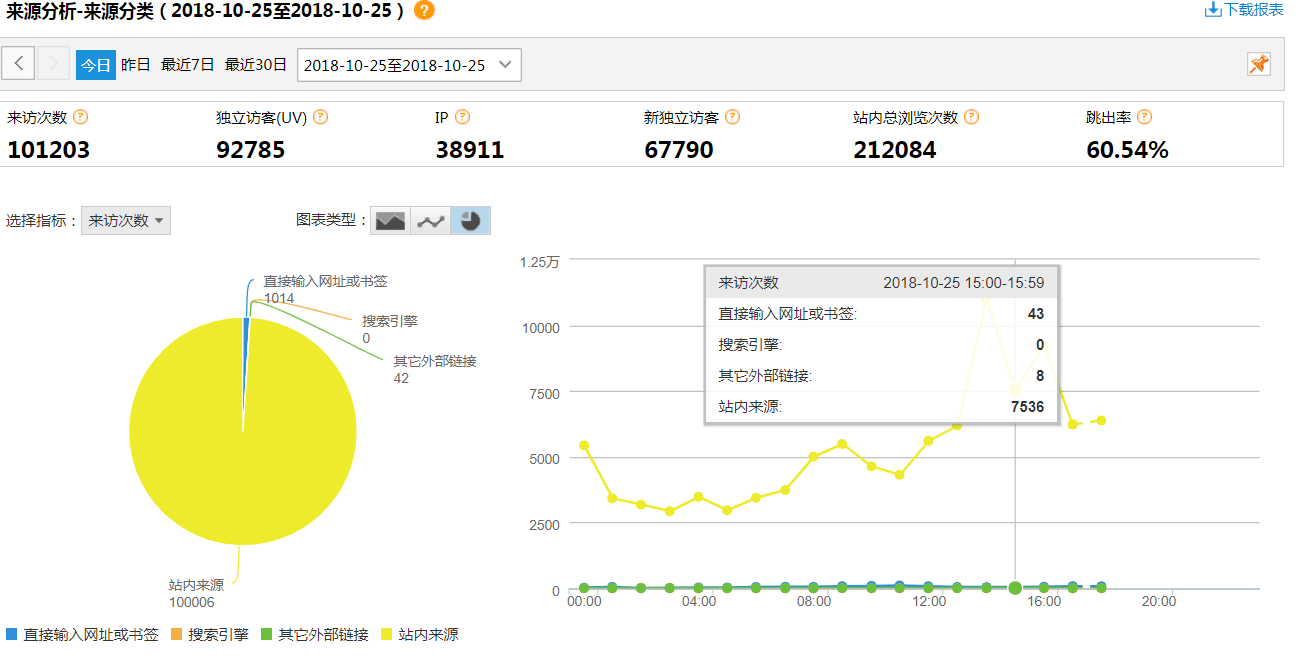 来源分析-来源分类（2018-10-25至2018-10-25） ?
下载报表
今日 昨日 最近7日 最近30日 2018-10-25至2018-10-25
来访次数 ? 独立访客(UV) ? IP ? 新独立访客 ? 站内总浏览次数 ? 跳出率 ?
101203 92785 38911 67790 212084 60.54%
选择指标： 来访次数 图表类型：
直接输入网址或书签
1014
搜索引擎
0
其它外部链接
42
站内来源
100006
1.25万
10000
7500
5000
2500
0
来访次数 2018-10-25 15:00-15:59
直接输入网址或书签: 43
搜索引擎: 0
其它外部链接: 8
站内来源: 7536
00:00 04:00 08:00 12:00 16:00 20:00
直接输入网址或书签 搜索引擎 其它外部链接 站内来源